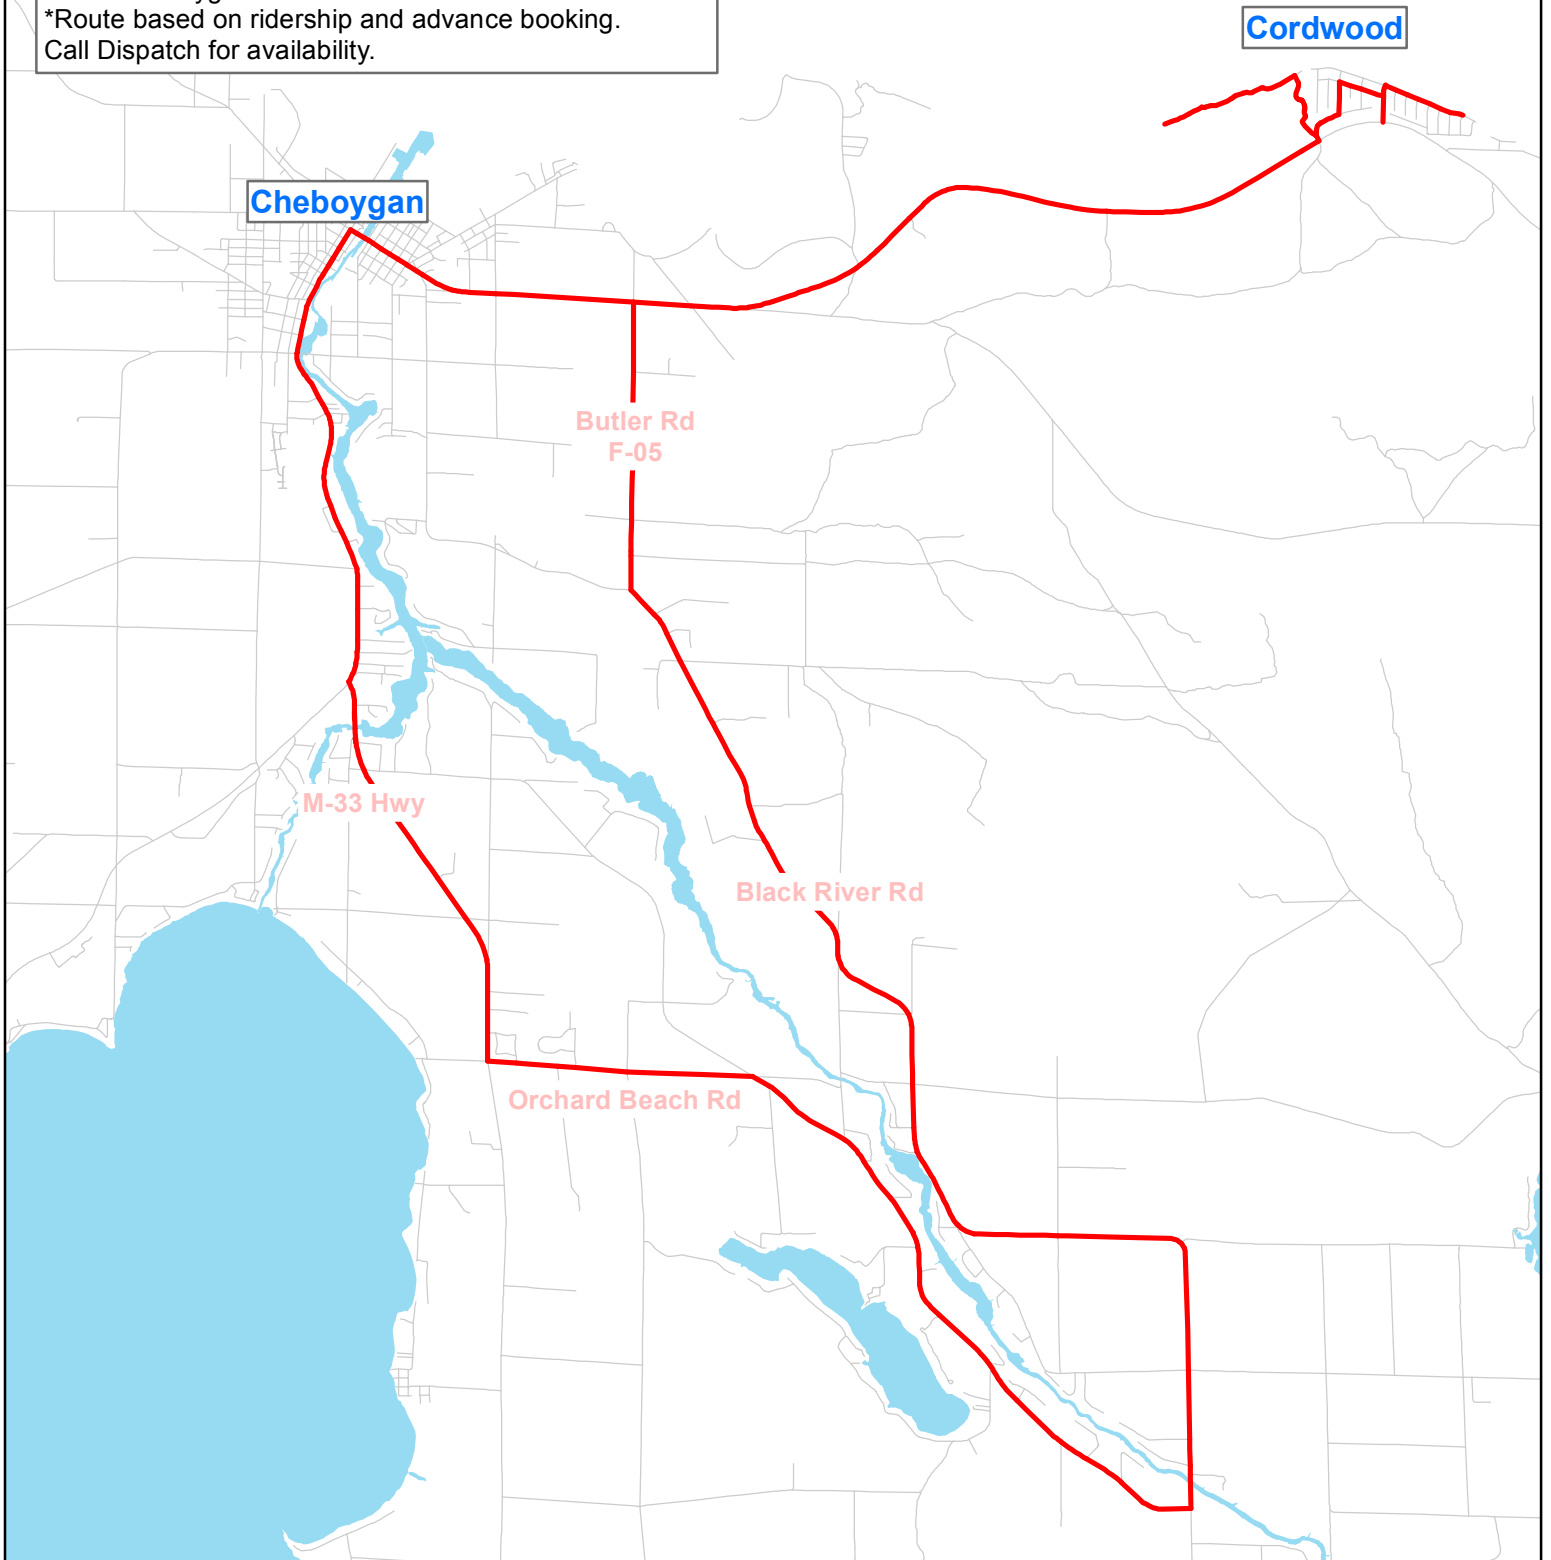 *Route based on ridership and advance booking.
Call Dispatch for availability.
Cordwood
Cheboygan
Butler Rd
F-05
M-33 Hwy
Black River Rd
Orchard Beach Rd